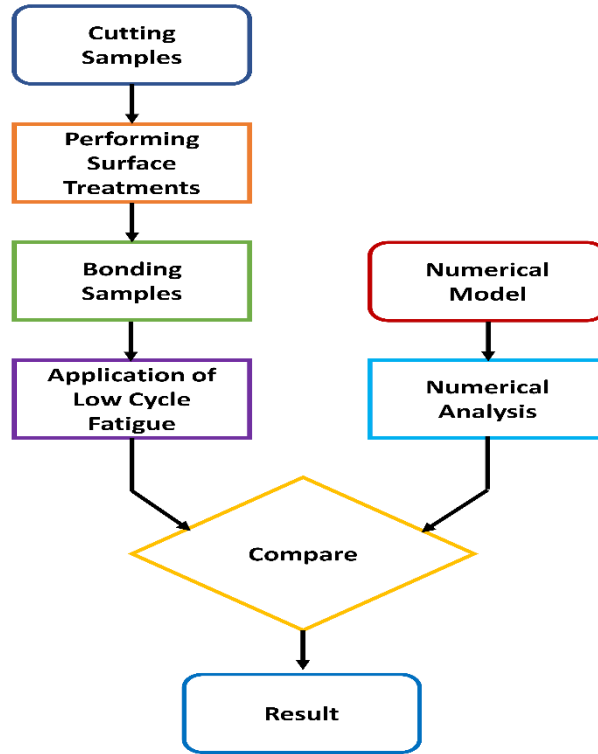 Cutting
Samples
Performing
Surface
Treatments
Bonding
Samples
Numerical
Model
Application of
Low Cycle
Fatigue
Numerical
Analysis
Compare
Result